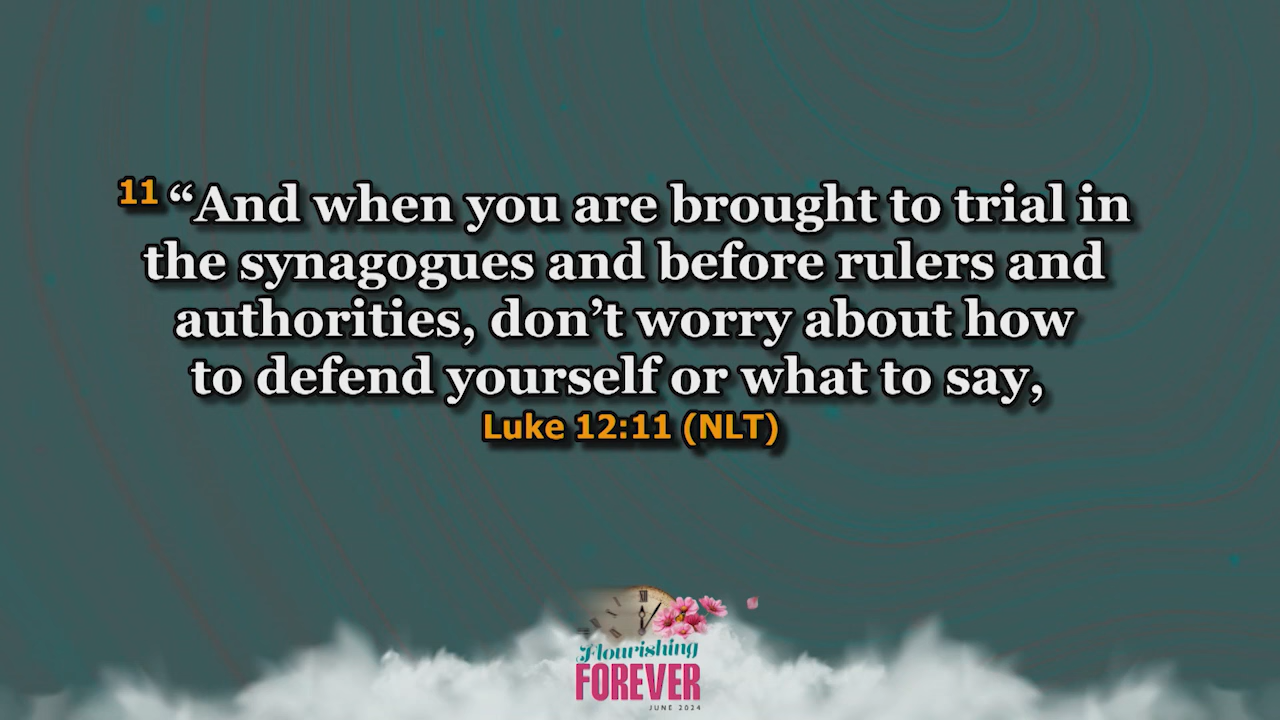 11 “And when you are brought to trial in
the synagogues and before rulers and
authorities, don’t worry about how
to defend yourself or what to say,
Luke 12:11 (NLT)
Flourishing
FOREVER
JUNE 2024